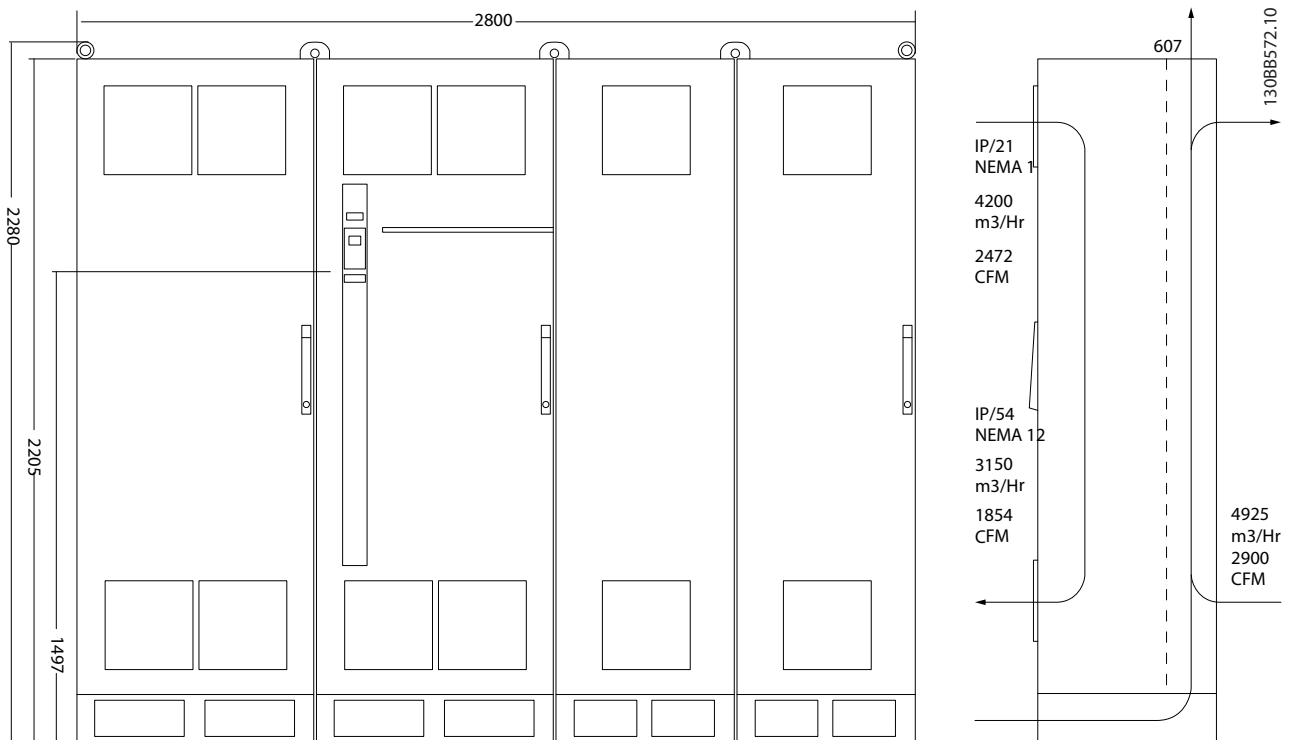 2800
2280
2205
1497
607
130BB572.10
IP/21
NEMA 1
4200
m3/Hr
2472
CFM
IP/54
NEMA 12
3150
m3/Hr
1854
CFM
4925
m3/Hr
2900
CFM